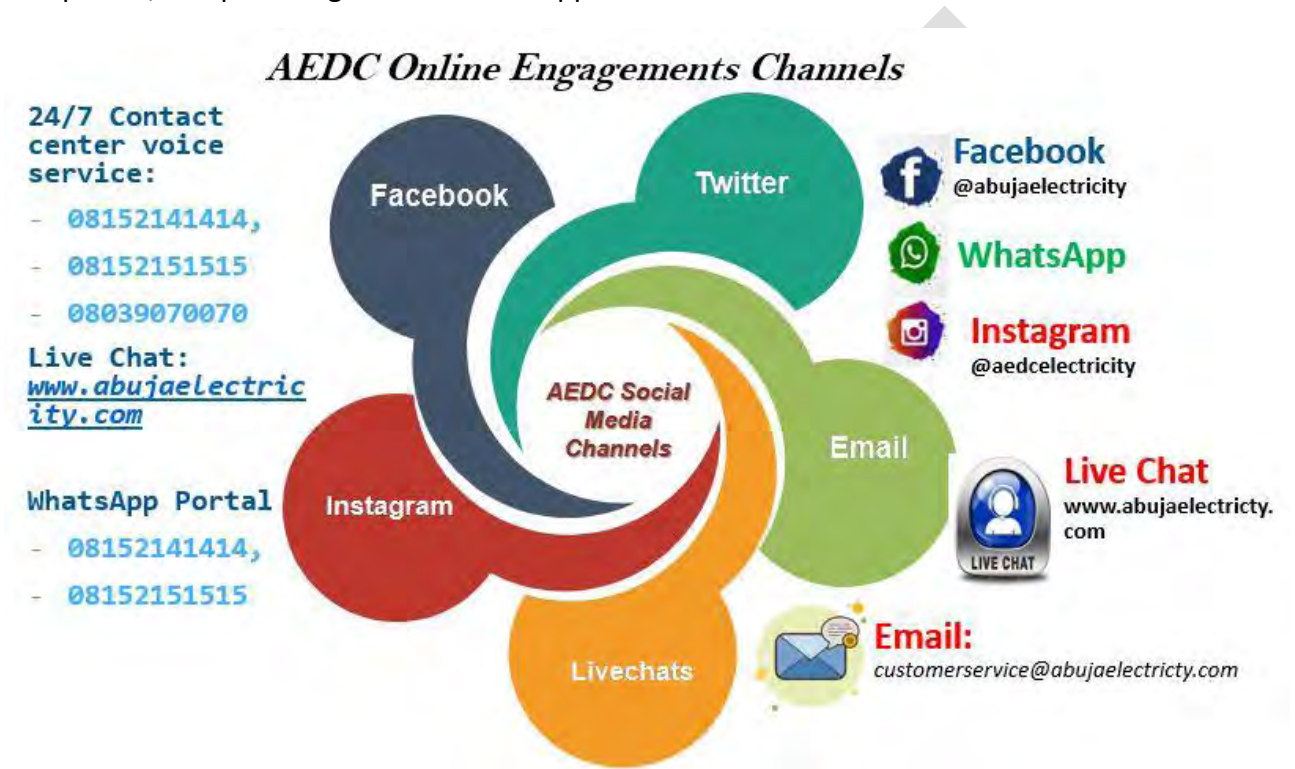 AEDC Online Engagements Channels
24/7 Contact
center voice
service:
- 08152141414,
- 08152151515
- 08039070070
Live Chat:
www.abujaelectric
ity.com
WhatsApp Portal
- 08152141414,
- 08152151515
Facebook
Twitter
Email
Livechats
Instagram
AEDC Social
Media
Channels
Facebook
@abujaelectricity
WhatsApp
Instagram
@aedcelectricity
LIVE CHAT
Live Chat
www.abujaelectricty.
com
Email:
customerservice@abujaelectricty.com